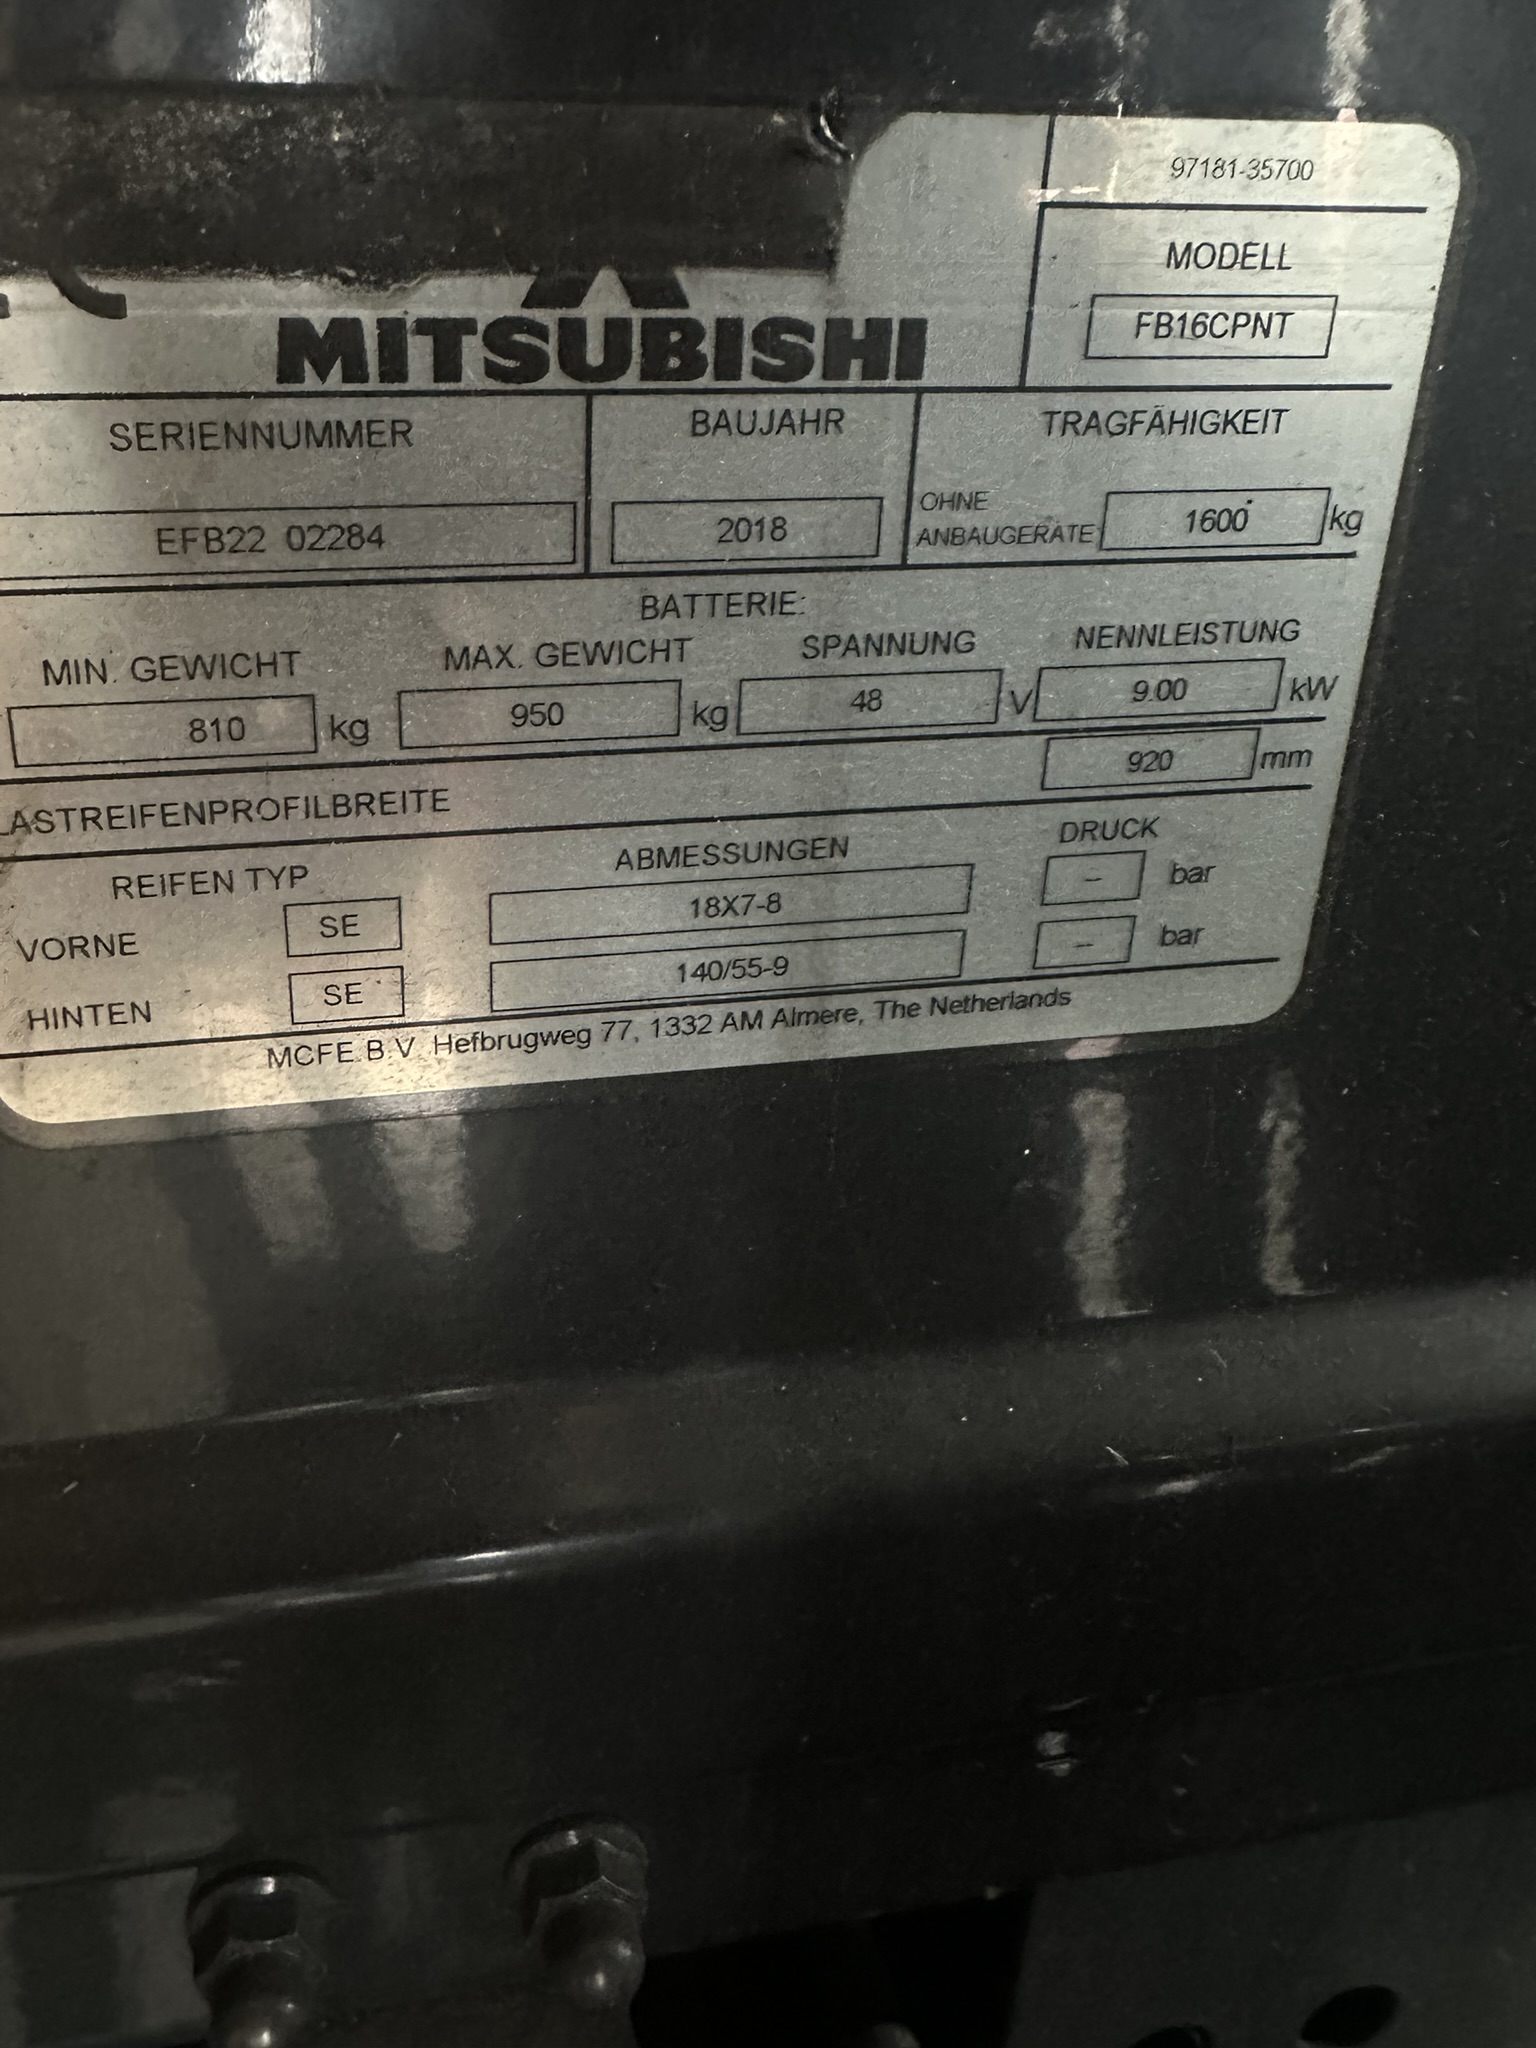 97181-35700
MODELL
FB16CPNT
MITSUBISHI
SERIENNUMMER BAUJAHR TRAGFÄHIGKEIT
EFB22 02284 2018 OHNE ANBAUGERÄTE 1600 kg
BATTERIE:
MIN. GEWICHT MAX. GEWICHT SPANNUNG NENNLEISTUNG
810 kg 950 kg 48 V 9.00 kW
LASTREIFENPROFILBREITE 920 mm
REIFEN TYP ABMESSUNGEN DRUCK
VORNE SE 18X7-8 – bar
HINTEN SE 140/55-9 – bar
MCFE B.V. Hefbrugweg 77, 1332 AM Almere, The Netherlands